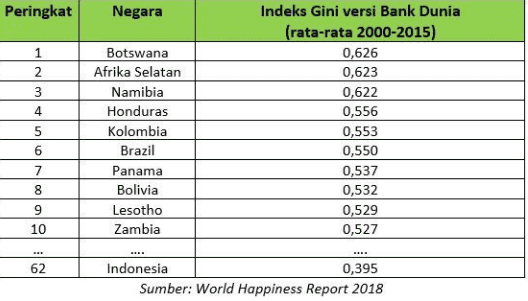 Peringkat Negara Indeks Gini versi Bank Dunia
(rata-rata 2000-2015)
1 Botswana 0,626
2 Afrika Selatan 0,623
3 Namibia 0,622
4 Honduras 0,556
5 Kolombia 0,553
6 Brazil 0,550
7 Panama 0,537
8 Bolivia 0,532
9 Lesotho 0,529
10 Zambia 0,527
... .... ....
62 Indonesia 0,395
Sumber: World Happiness Report 2018